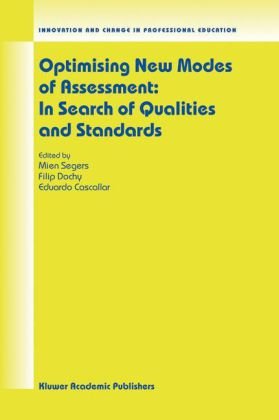 INNOVATION AND CHANGE IN PROFESSIONAL EDUCATION
Optimising New Modes
of Assessment:
In Search of Qualities
and Standards
Edited by
Mien Segers
Filip Dochy
Eduardo Cascallar
Kluwer Academic Publishers